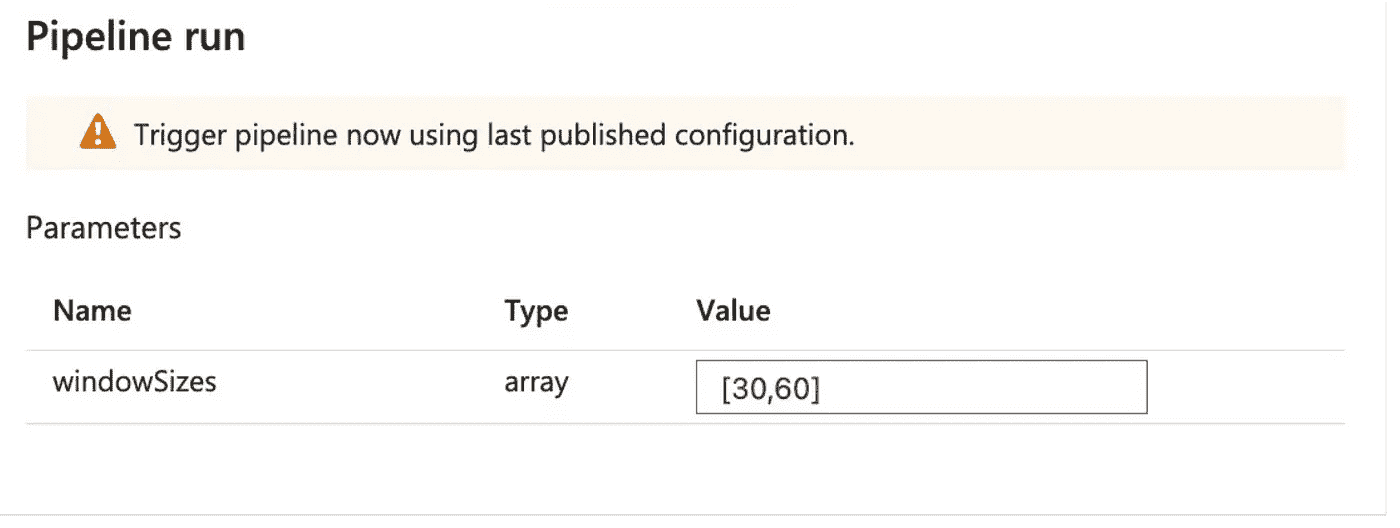 Pipeline run
Trigger pipeline now using last published configuration.
Parameters
Name Type Value
windowSizes array [30,60]